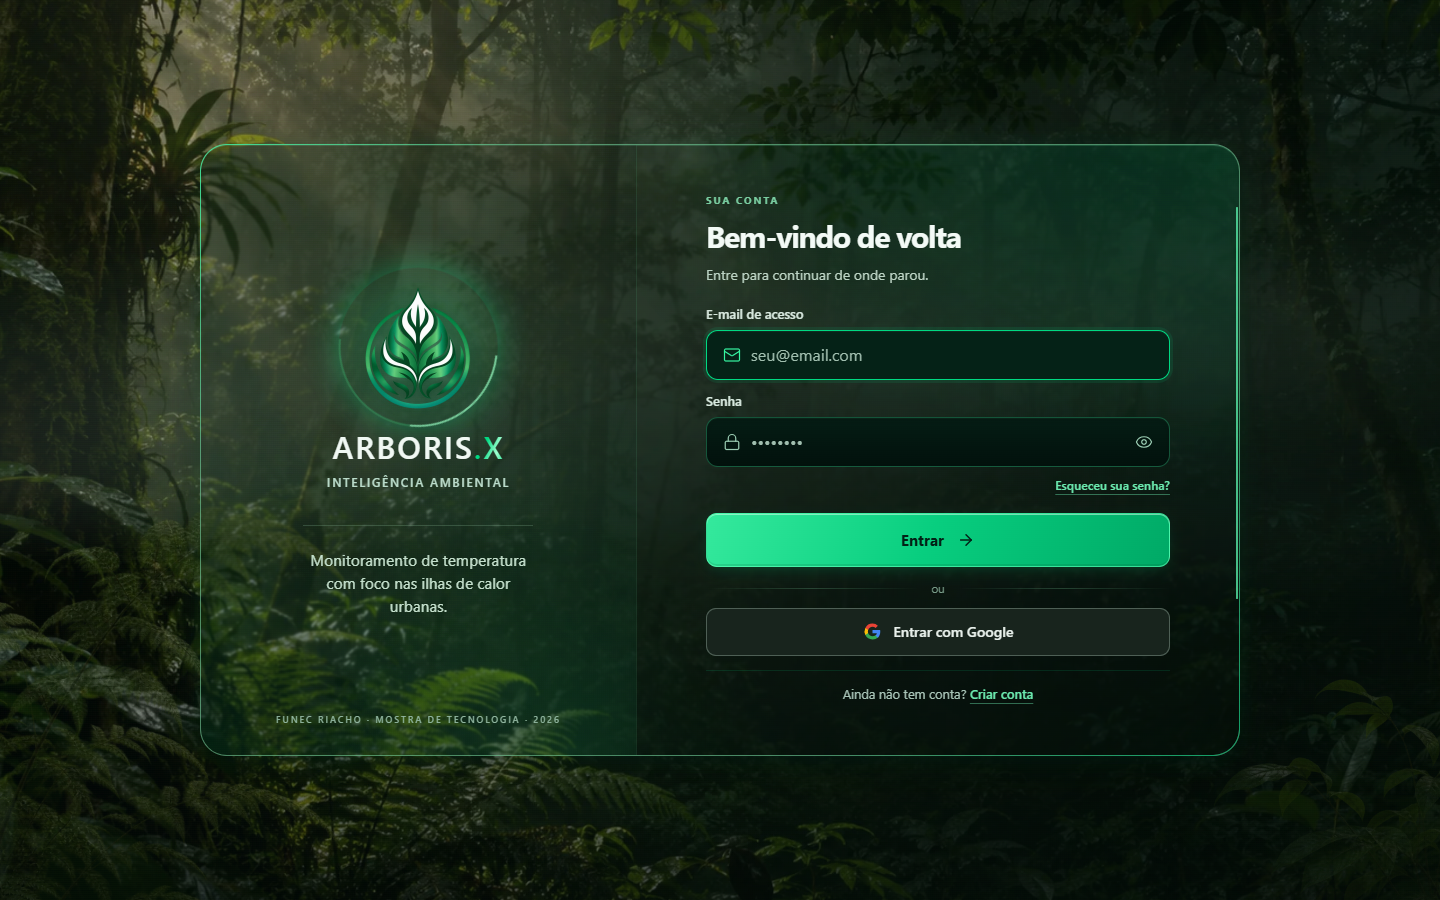 ARBORIS.X
INTELIGÊNCIA AMBIENTAL
Monitoramento de temperatura
com foco nas ilhas de calor
urbanas.
FUNEC RIACHO · MOSTRA DE TECNOLOGIA · 2026
SUA CONTA
Bem-vindo de volta
Entre para continuar de onde parou.
E-mail de acesso
seu@email.com
Senha
••••••••
Esqueceu sua senha?
Entrar →
ou
Entrar com Google
Ainda não tem conta? Criar conta